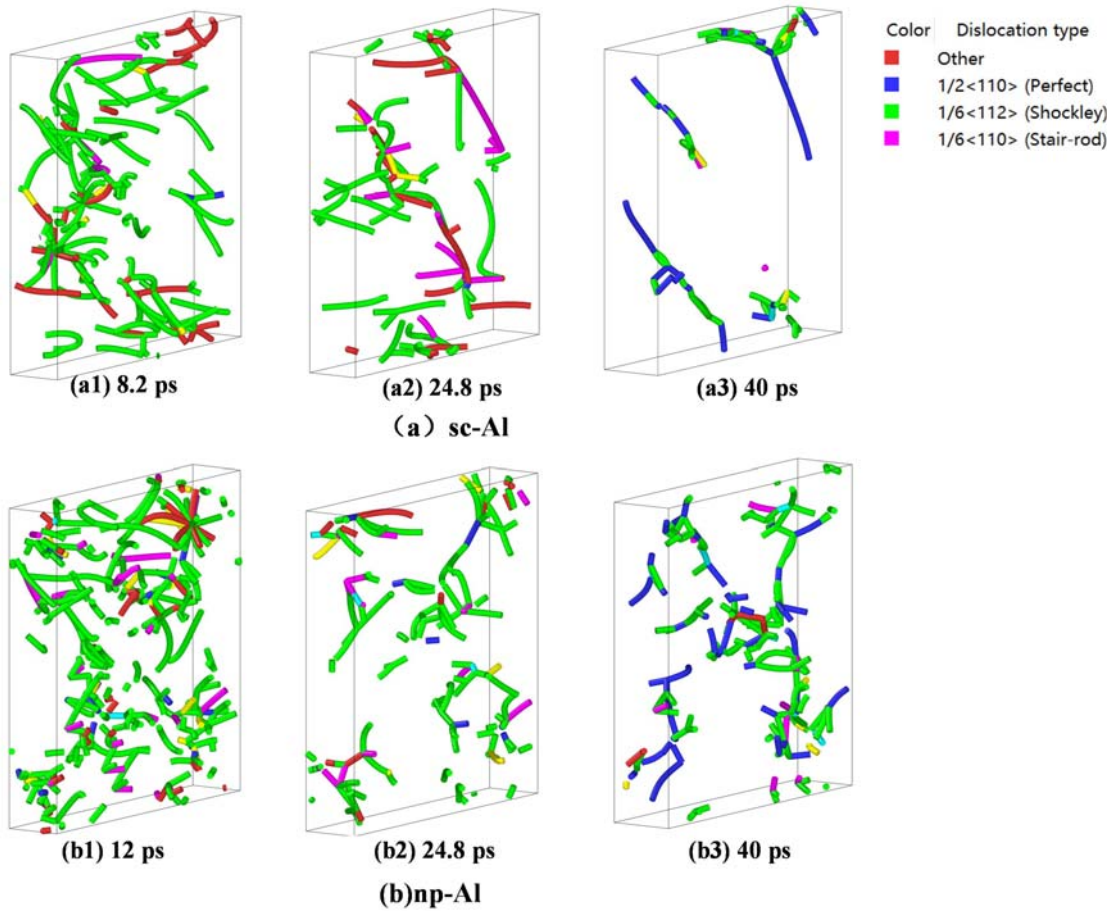 Color Dislocation type
Other
1/2<110> (Perfect)
1/6<112> (Shockley)
1/6<110> (Stair-rod)
(a1) 8.2 ps
(a2) 24.8 ps
(a3) 40 ps
（a）sc-Al
(b1) 12 ps
(b2) 24.8 ps
(b3) 40 ps
(b)np-Al